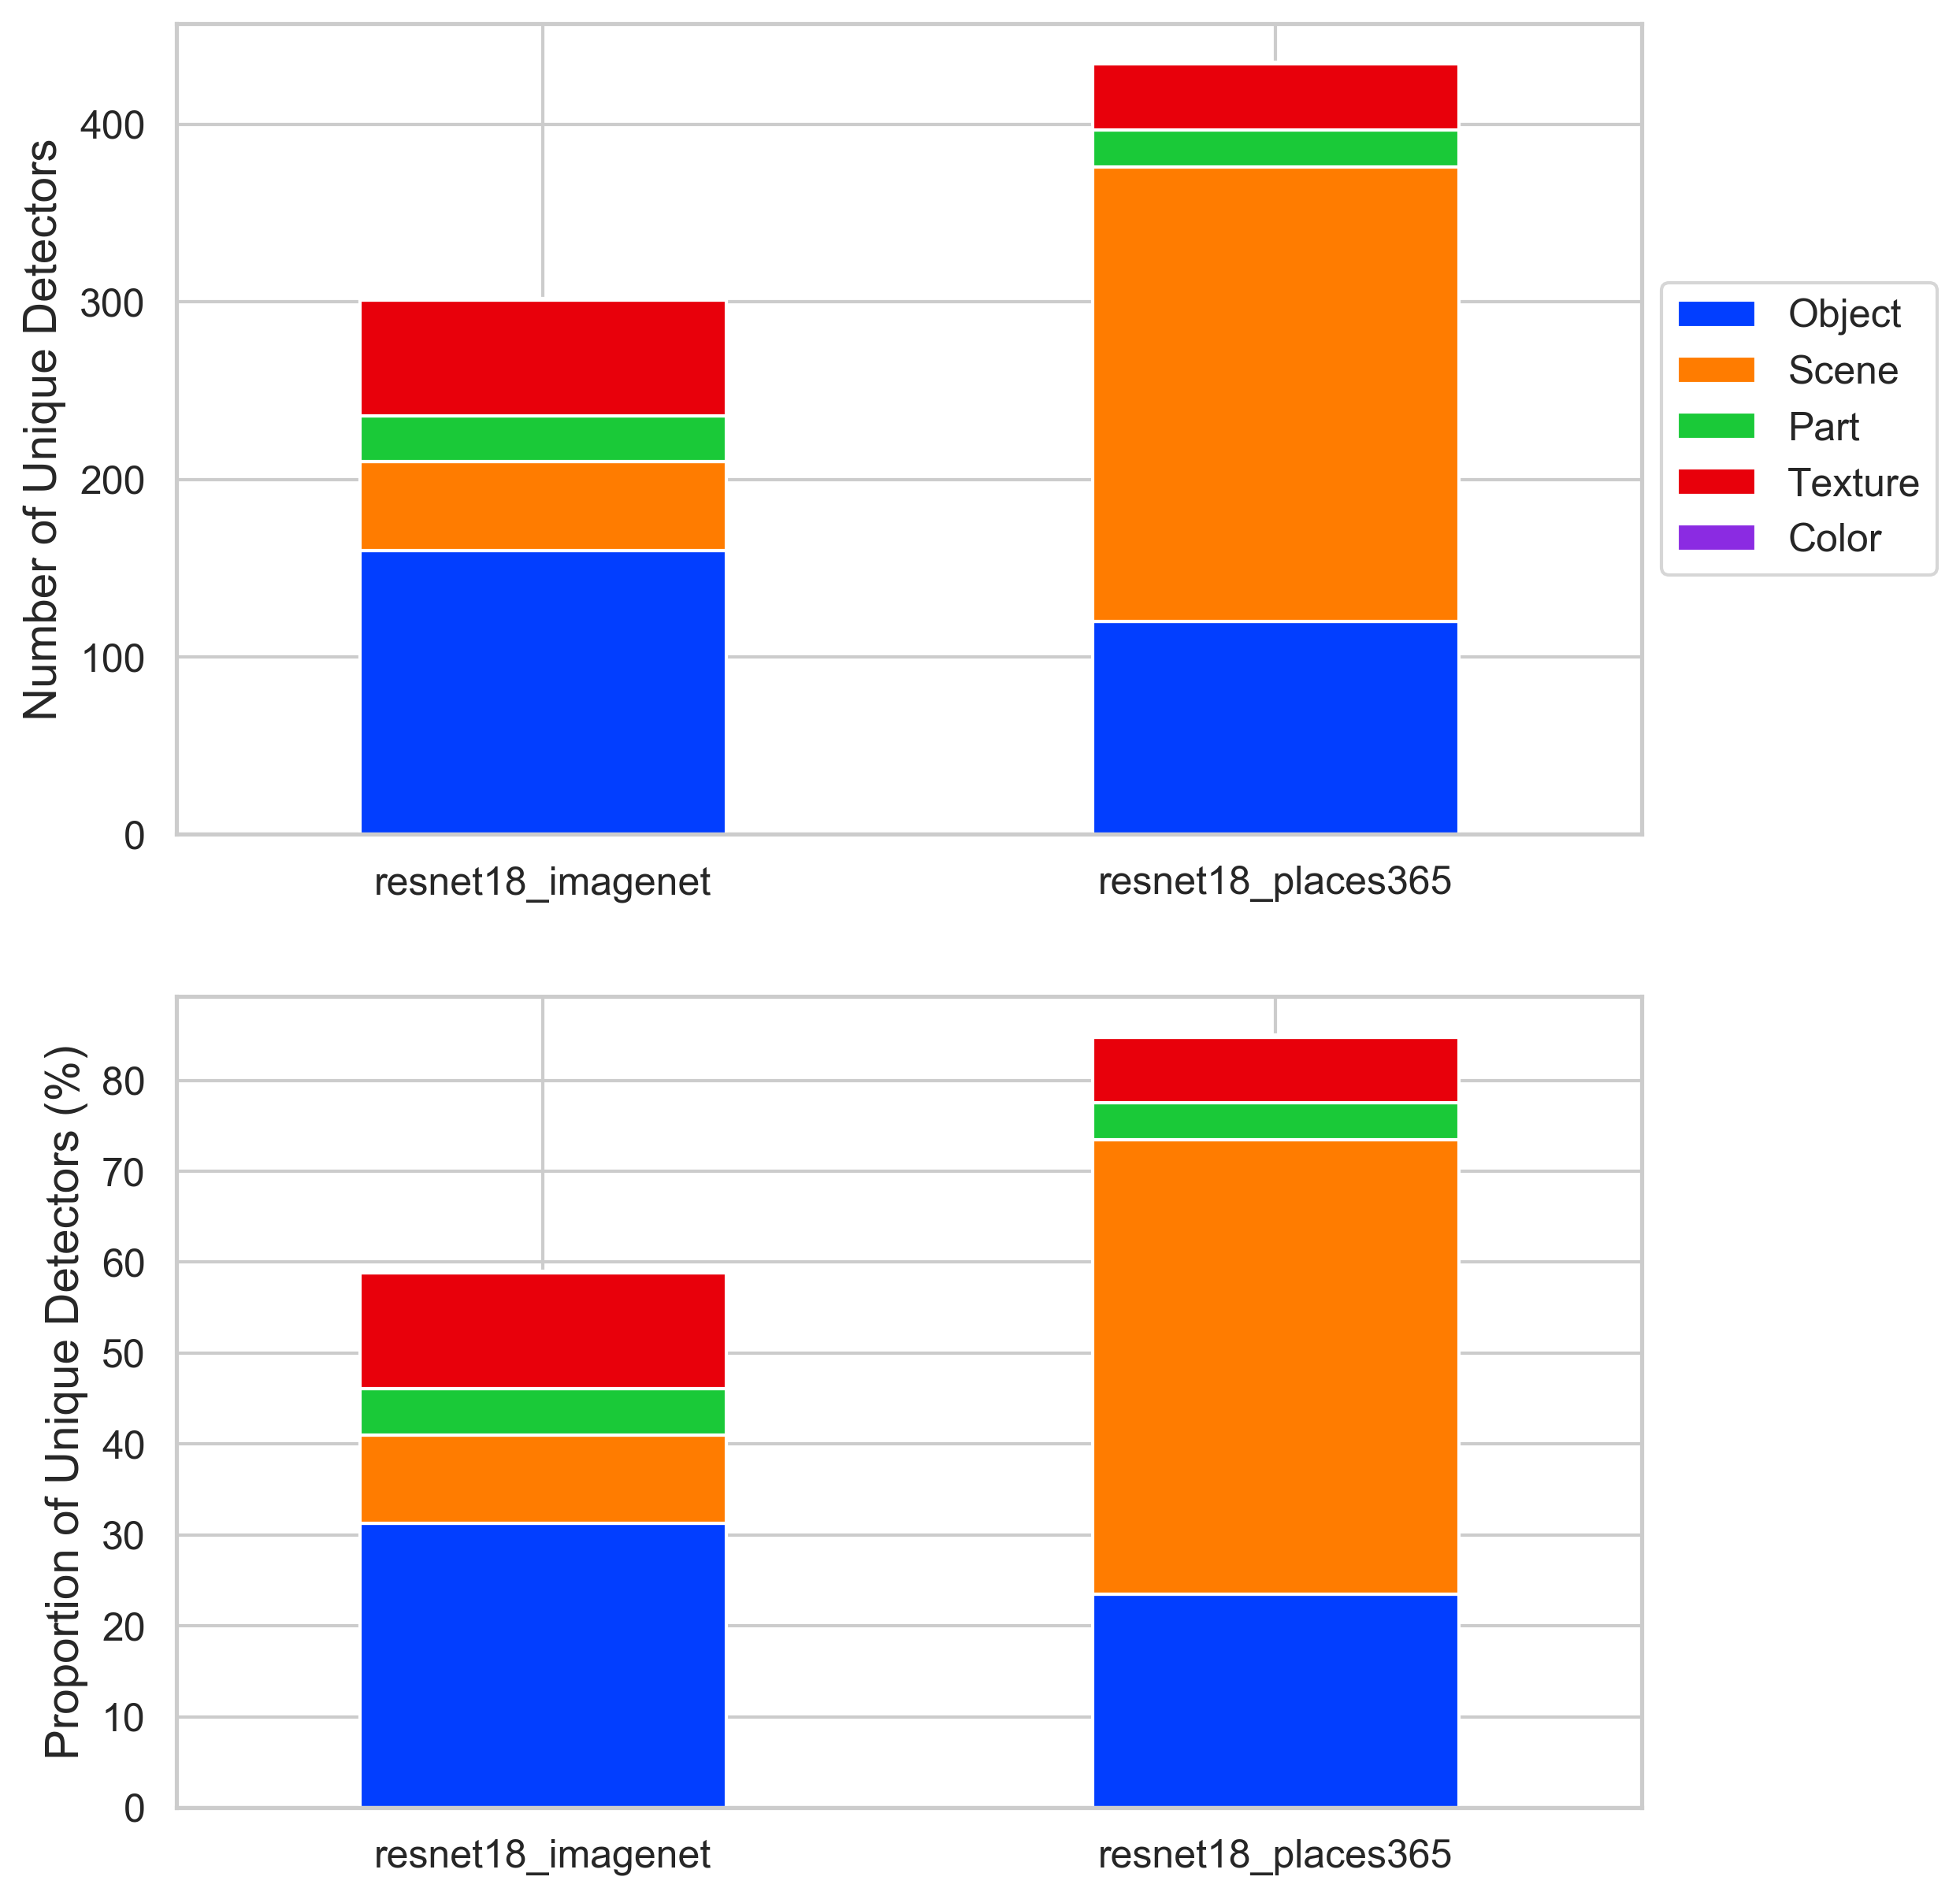 Number of Unique Detectors
400
300
200
100
0
resnet18_imagenet
resnet18_places365
Object
Scene
Part
Texture
Color
Proportion of Unique Detectors (%)
80
70
60
50
40
30
20
10
0
resnet18_imagenet
resnet18_places365